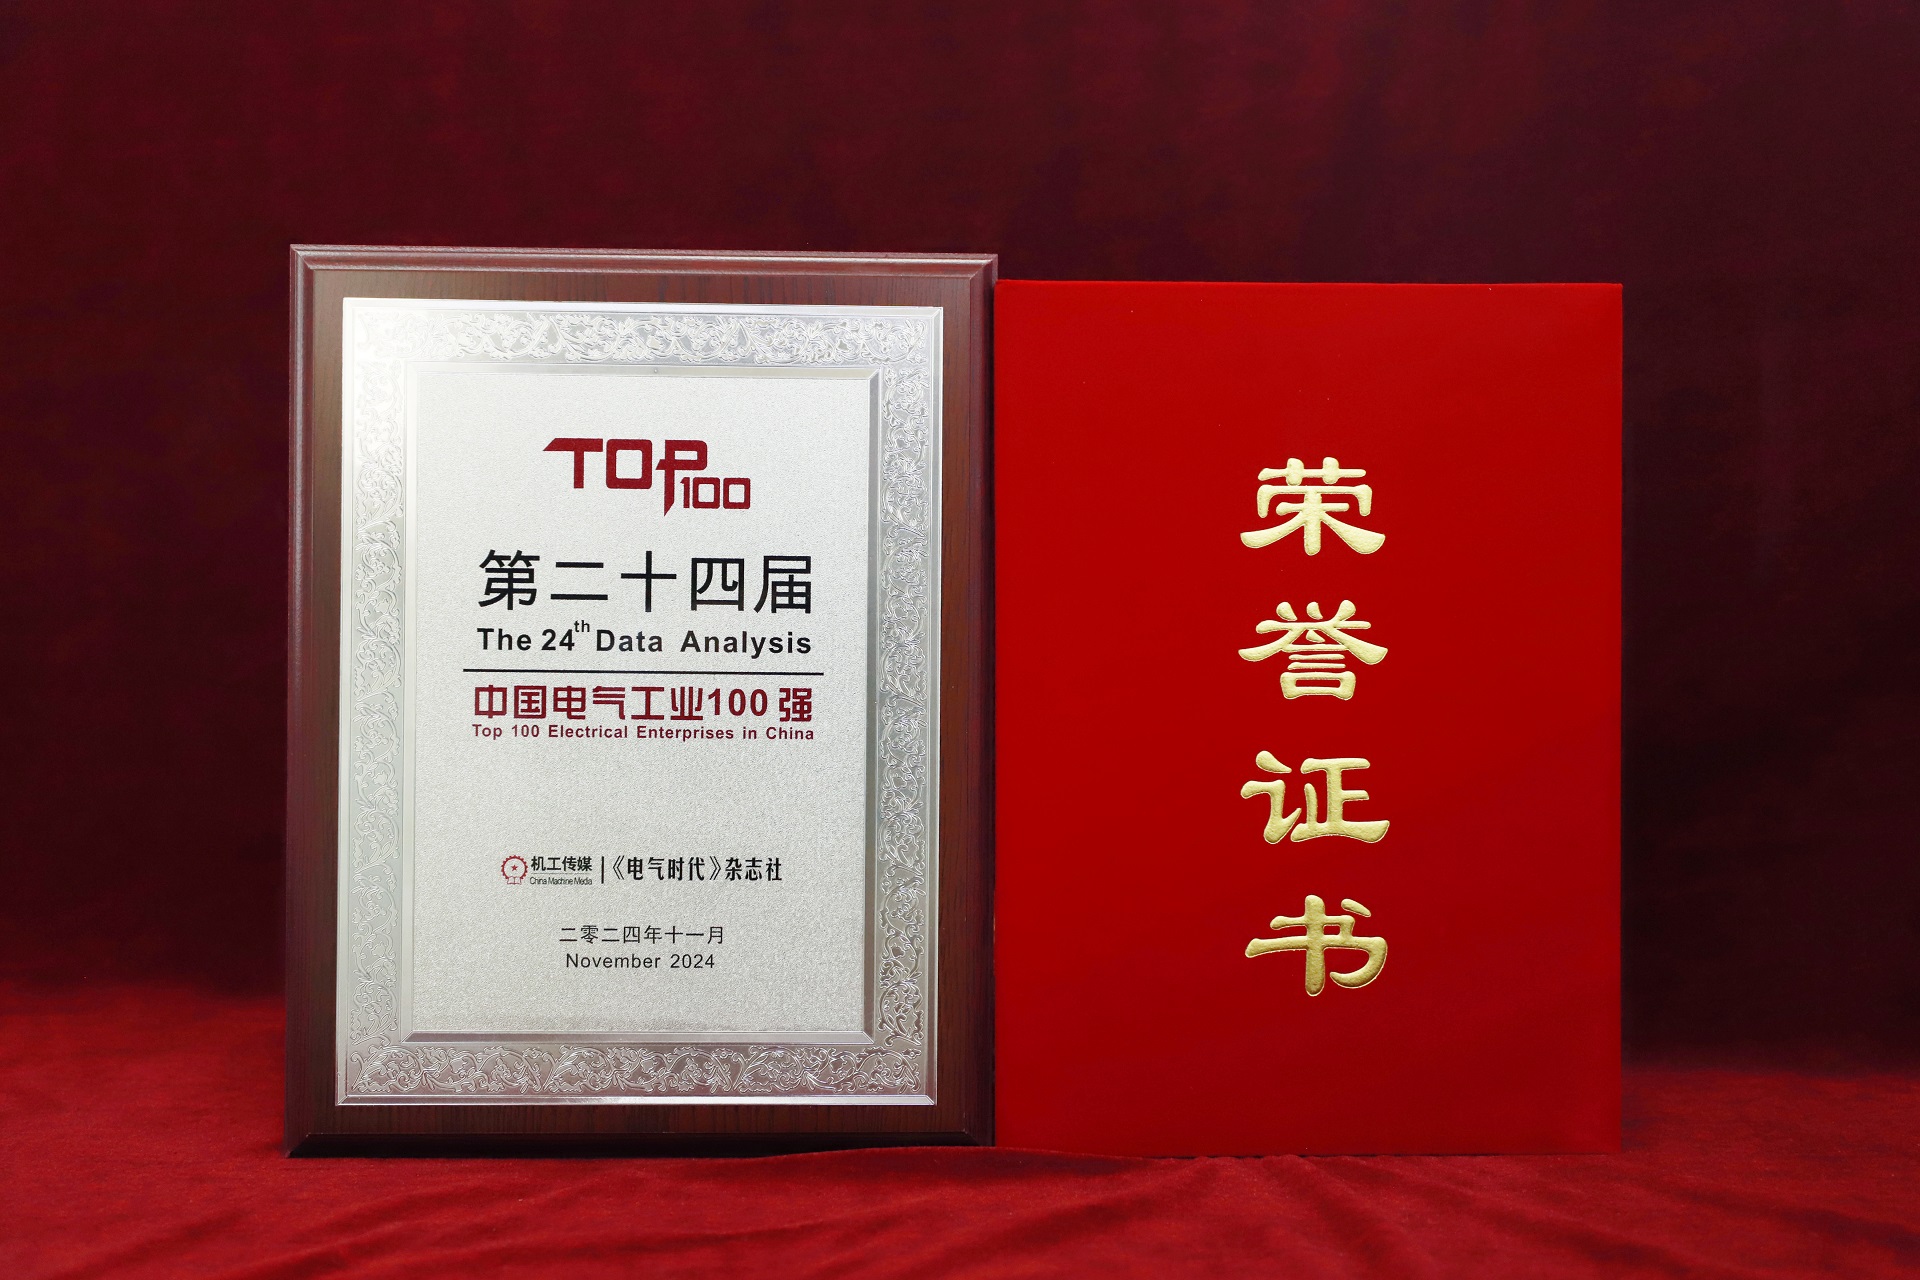 TOP100
第二十四届
The 24th Data Analysis
中国电气工业100强
Top 100 Electrical Enterprises in China
机工传媒 |《电气时代》杂志社
China Machine Media
二零二四年十一月
November 2024
荣
誉
证
书